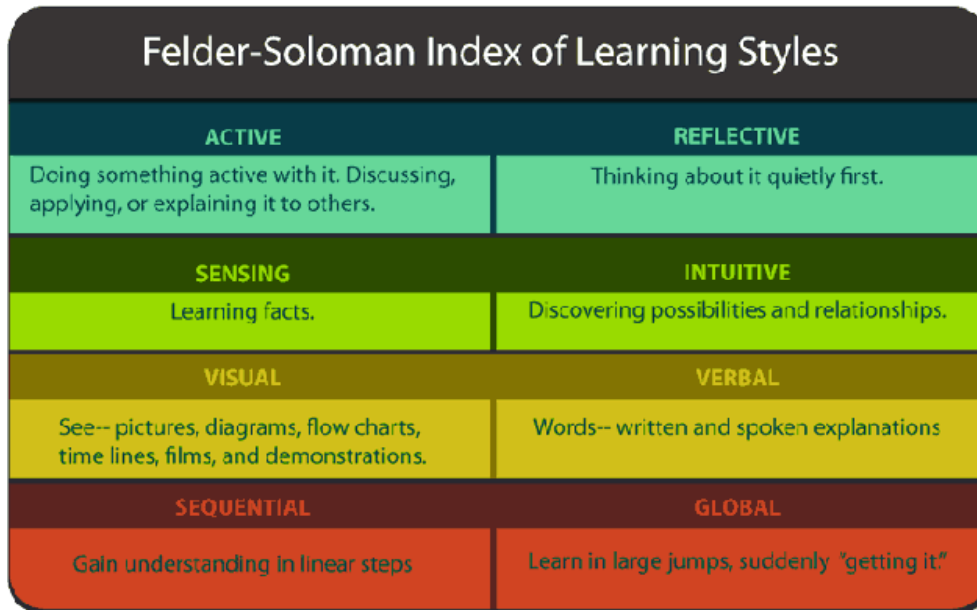 Felder-Soloman Index of Learning Styles
ACTIVE
Doing something active with it. Discussing,
applying, or explaining it to others.
REFLECTIVE
Thinking about it quietly first.
SENSING
Learning facts.
INTUITIVE
Discovering possibilities and relationships.
VISUAL
See-- pictures, diagrams, flow charts,
time lines, films, and demonstrations.
VERBAL
Words-- written and spoken explanations
SEQUENTIAL
Gain understanding in linear steps
GLOBAL
Learn in large jumps, suddenly "getting it."